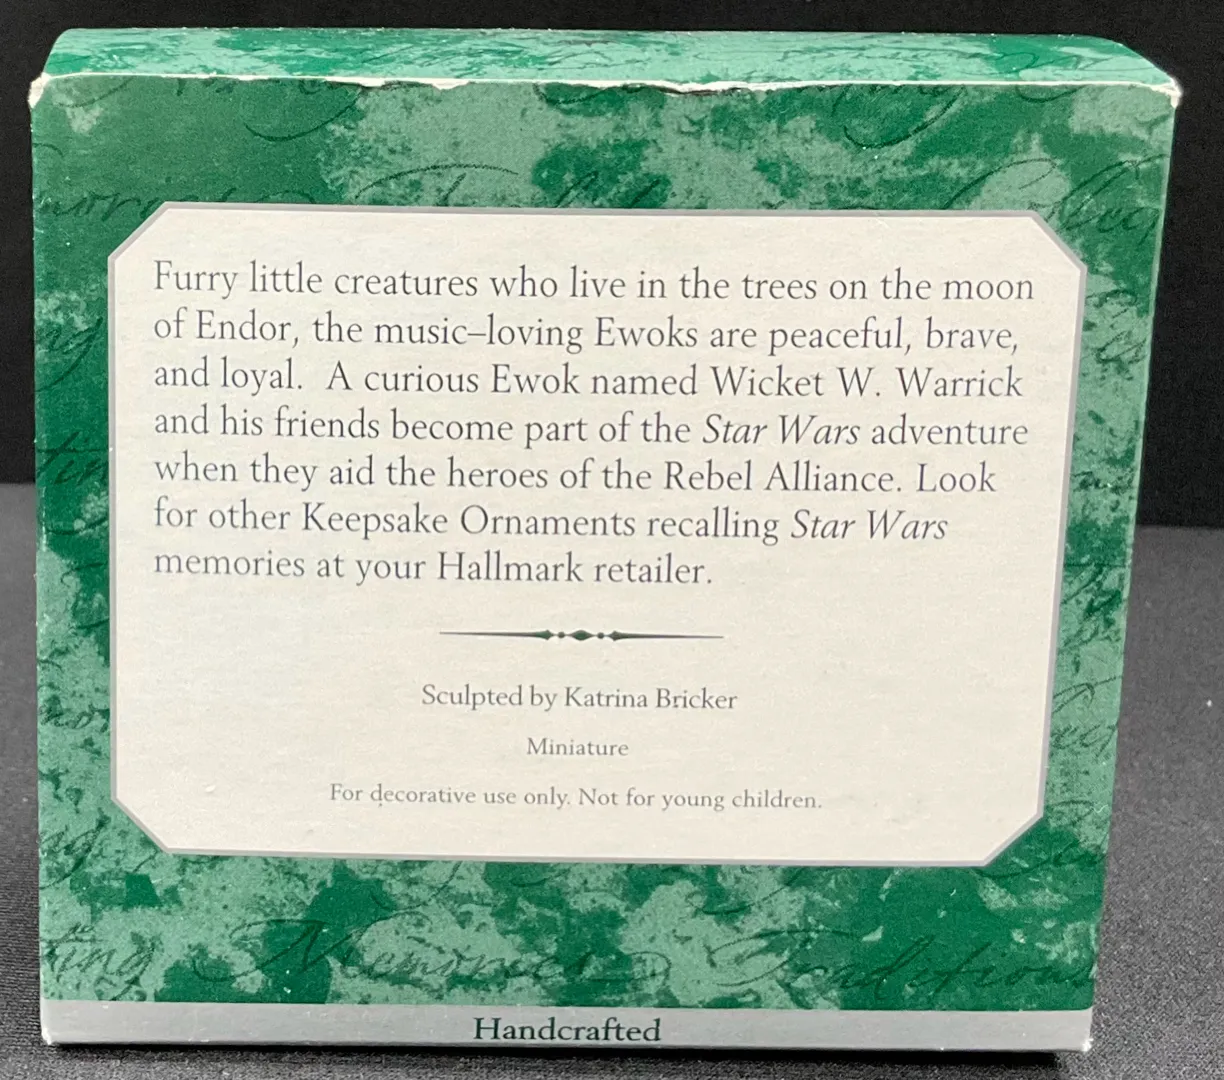 Furry little creatures who live in the trees on the moon
of Endor, the music–loving Ewoks are peaceful, brave,
and loyal.  A curious Ewok named Wicket W. Warrick
and his friends become part of the Star Wars adventure
when they aid the heroes of the Rebel Alliance. Look
for other Keepsake Ornaments recalling Star Wars
memories at your Hallmark retailer.
Sculpted by Katrina Bricker
Miniature
For decorative use only. Not for young children.
Memories Tradition
Handcrafted